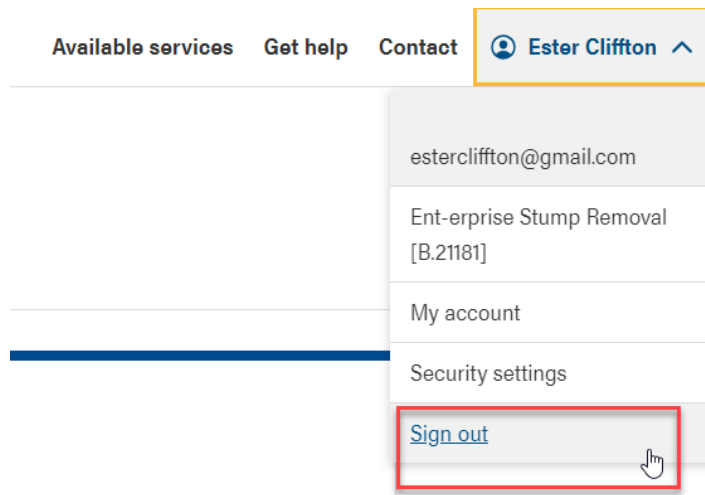 Available services Get help Contact Ester Cliffton
estercliffton@gmail.com
Ent-erprise Stump Removal
[B.21181]
My account
Security settings
Sign out